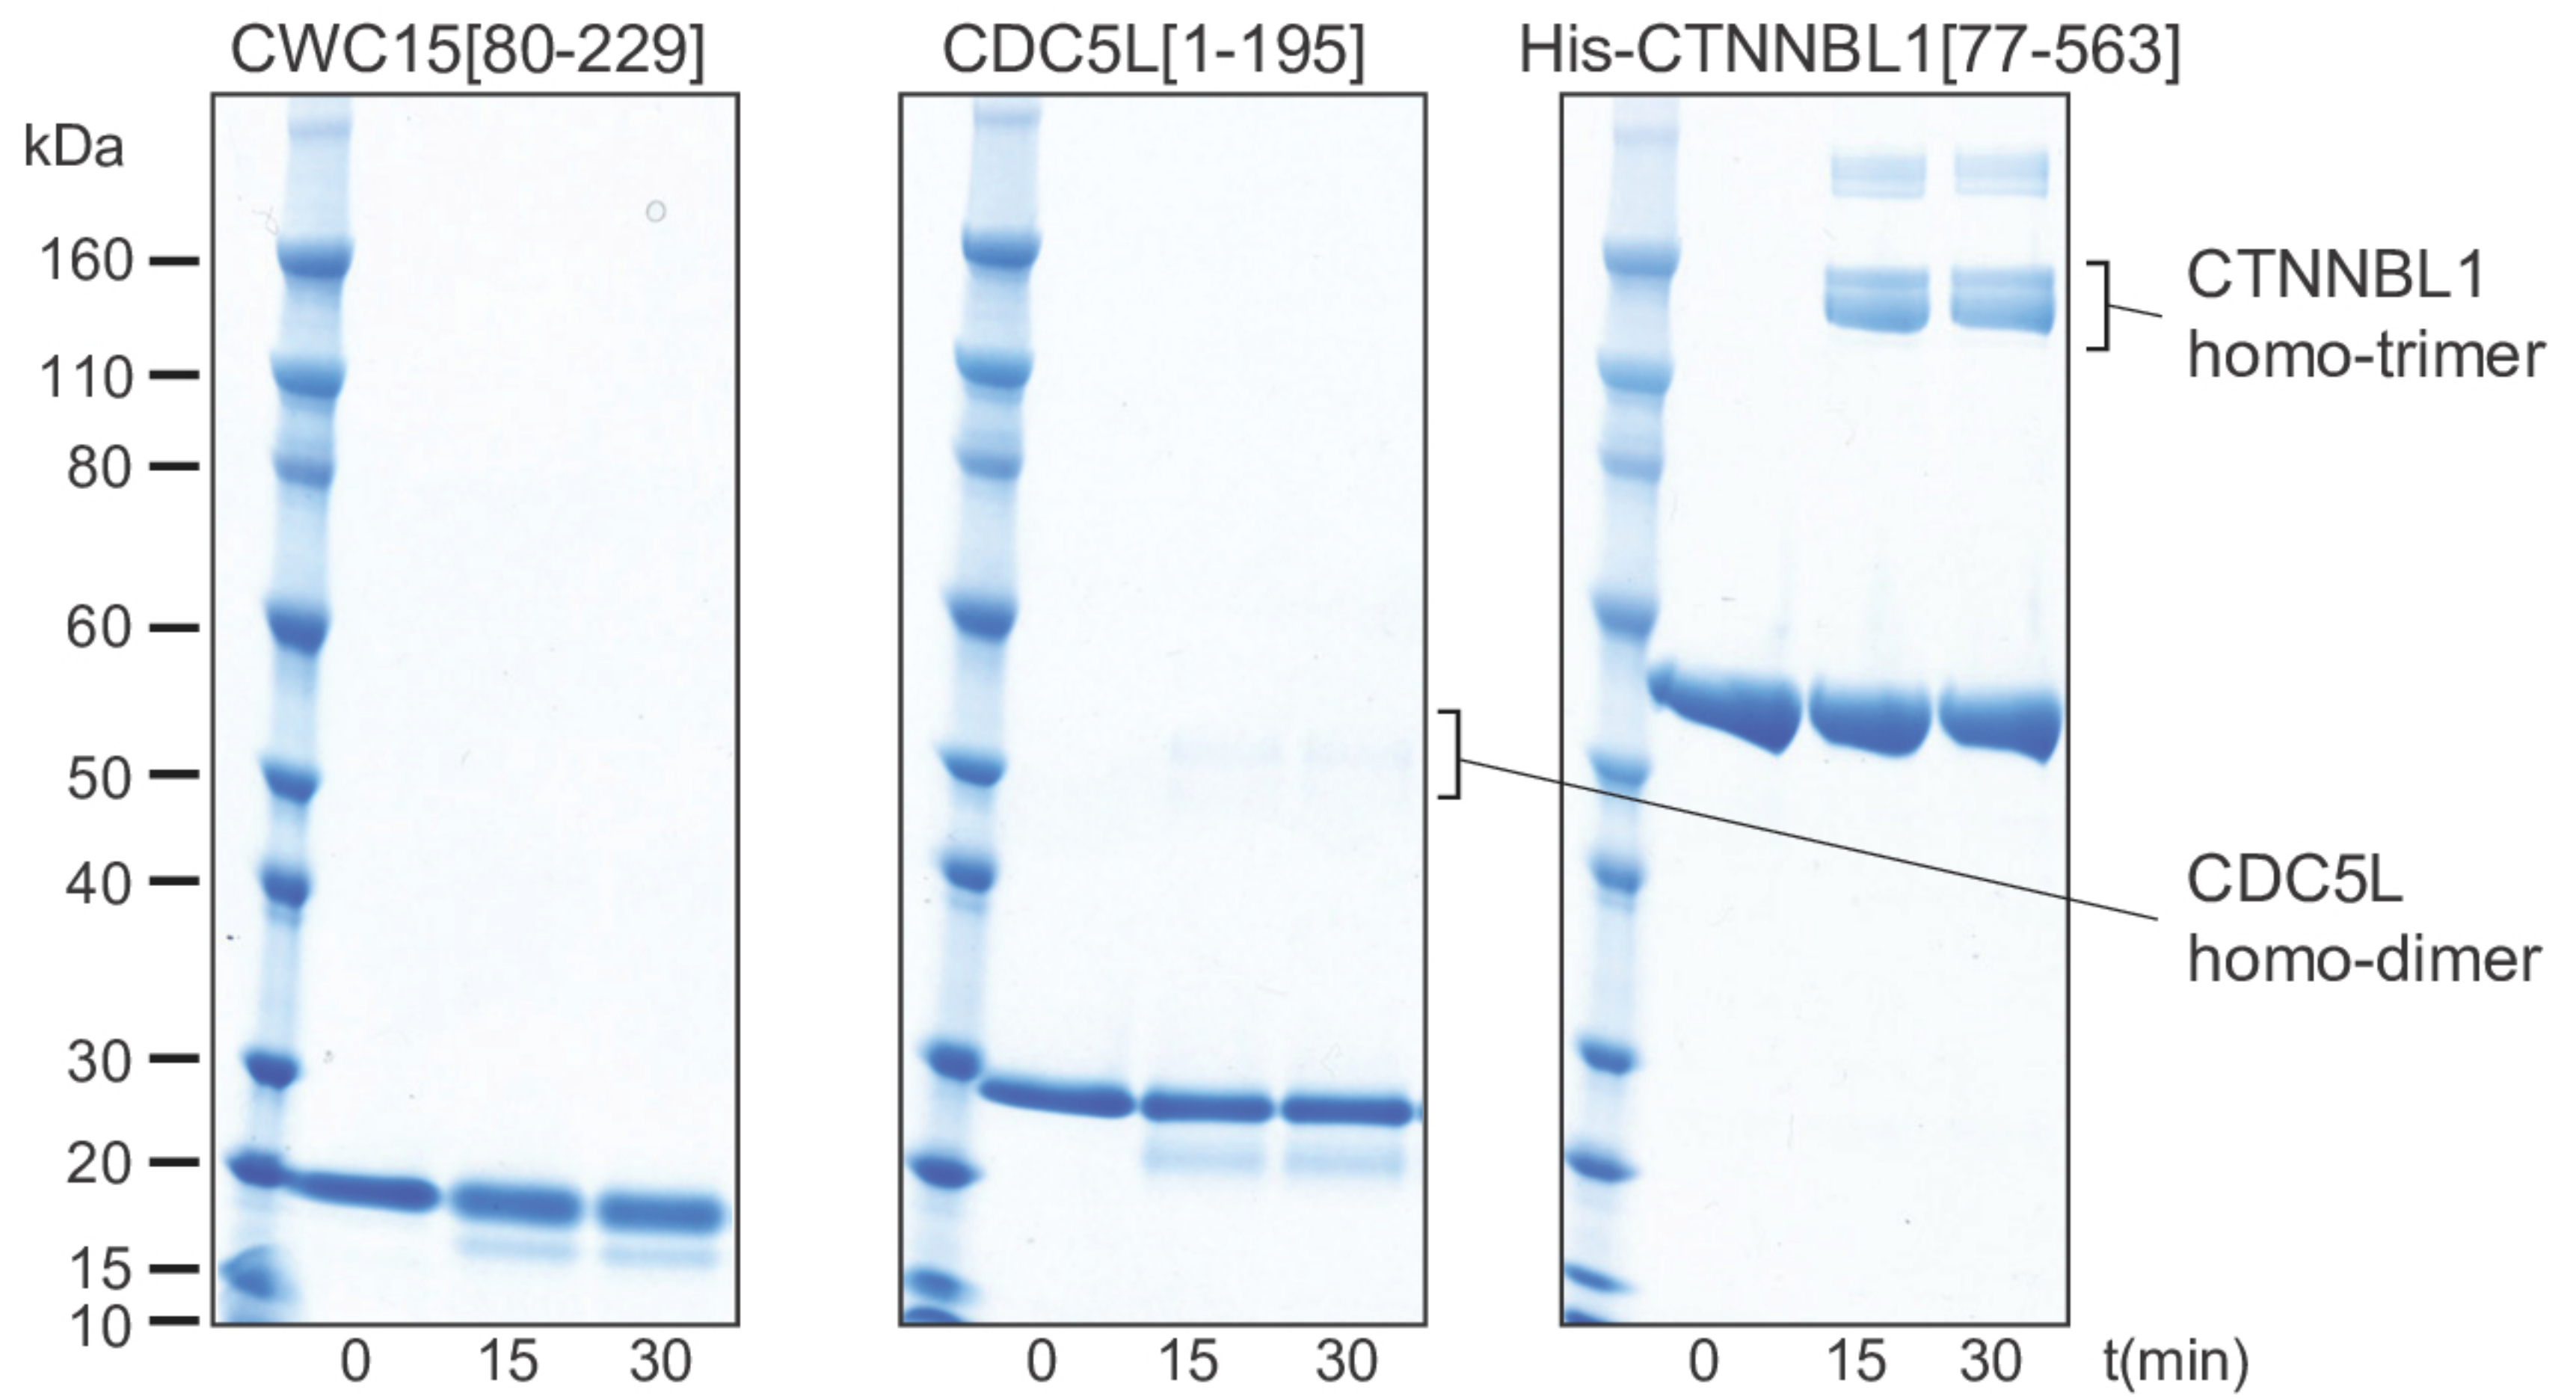 CWC15[80-229]
CDC5L[1-195]
His-CTNNBL1[77-563]
kDa
160
110
80
60
50
40
30
20
15
10
CTNNBL1
homo-trimer
CDC5L
homo-dimer
0 15 30
0 15 30
0 15 30 t(min)